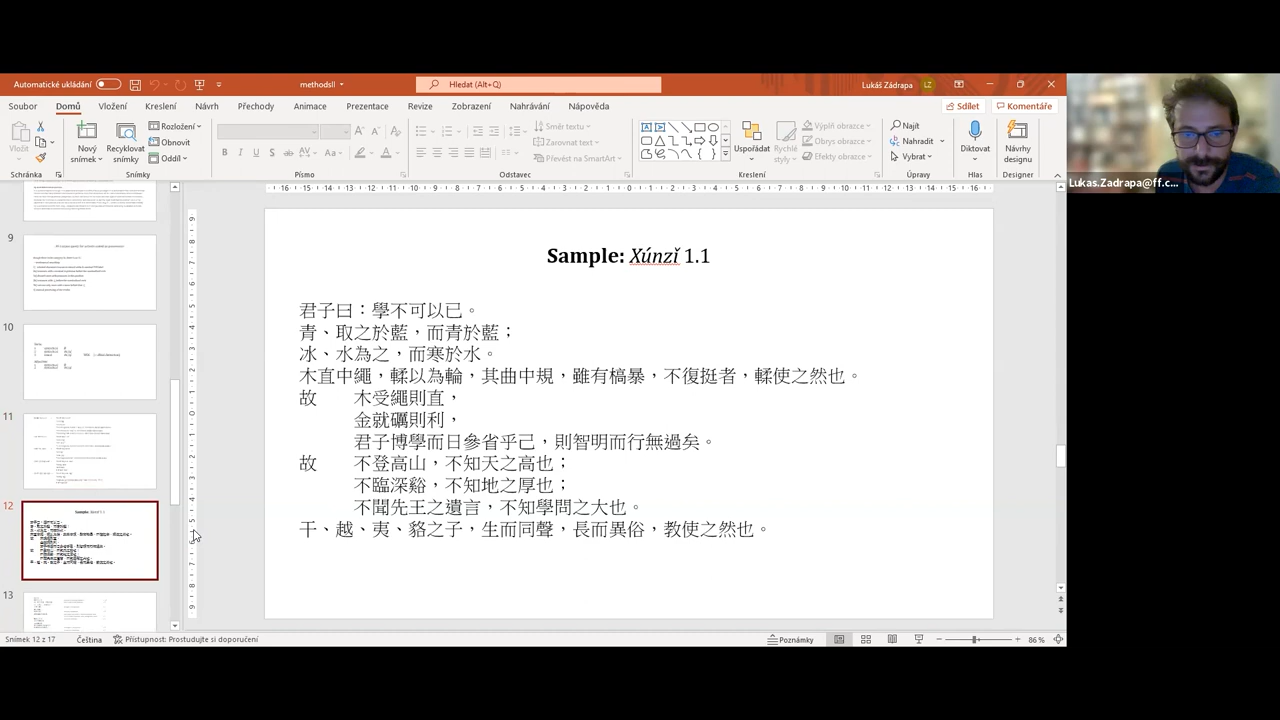 Automatické ukládání
methodsII
Hledat (Alt+Q)
Lukáš Zádrapa
LZ
Soubor
Domů
Vložení
Kreslení
Návrh
Přechody
Animace
Prezentace
Revize
Zobrazení
Nahrávání
Nápověda
Sdílet
Komentáře
Vložit
Nový snímek
Recyklovat snímky
Rozložení
Obnovit
Oddíl
Směr textu
Zarovnat text
Převést na SmartArt
Uspořádat
Rychlé styly
Výplň obrazce
Obrys obrazce
Efekty obrazce
Najít
Nahradit
Vybrat
Diktovat
Návrhy designu
Schránka
Snímky
Písmo
Odstavec
Kreslení
Úpravy
Hlas
Designer
Lukas.Zadrapa@ff.c...
9
10
11
12
13
Sample: Xúnzǐ 1.1
君子曰：學不可以已。
青、取之於藍，而青於藍；
冰、水為之，而寒於水。
木直中繩，輮以為輪，其曲中規，雖有槁暴，不復挺者，輮使之然也。
故 木受繩則直，
金就礪則利，
君子博學而日參省乎己，則智明而行無過矣。
故 不登高山，不知天之高也；
不臨深谿，不知地之厚也；
不聞先王之遺言，不知學問之大也。
干、越、夷、貉之子，生而同聲，長而異俗，教使之然也。
Snímek 12 z 17
Čeština
Přístupnost: Prostudujte si doporučení
Poznámky
86 %